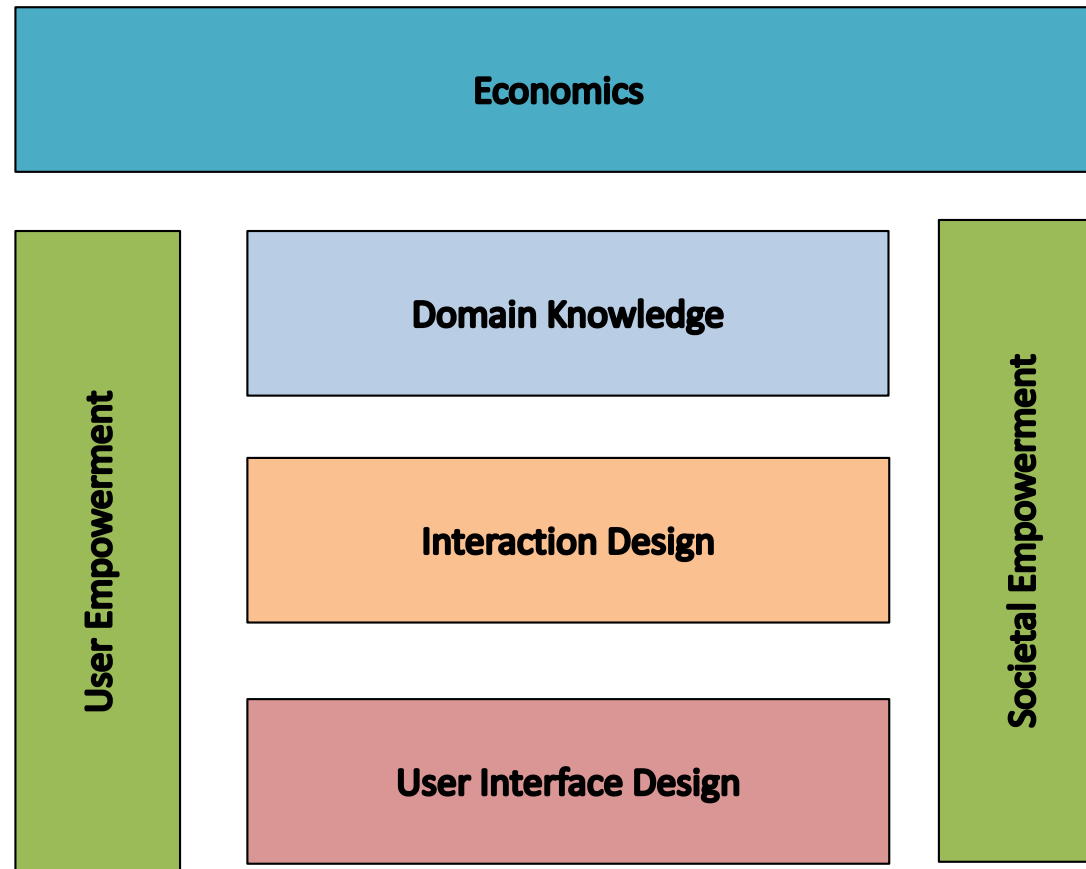 Economics
User Empowerment
Domain Knowledge
Interaction Design
User Interface Design
Societal Empowerment